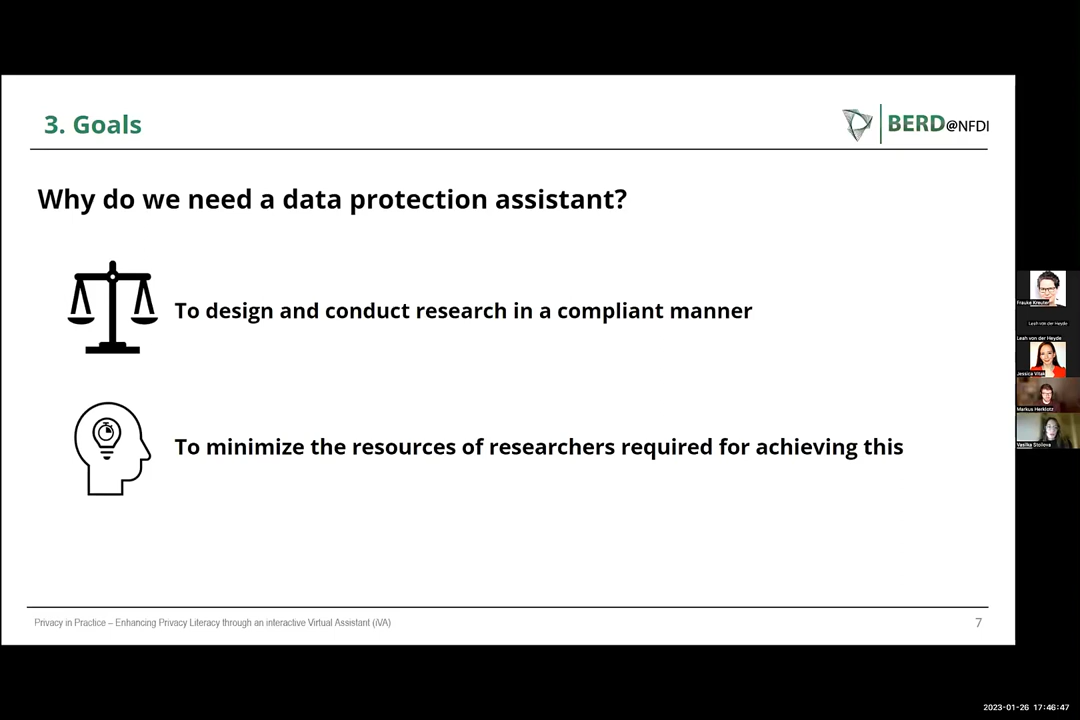 3. Goals
BERD@NFDI
Why do we need a data protection assistant?
To design and conduct research in a compliant manner
To minimize the resources of researchers required for achieving this
Privacy in Practice – Enhancing Privacy Literacy through an interactive Virtual Assistant (iVA)
7
Frauke Kreuter
Leah von der Heyde
Leah von der Heyde
Jessica Vitak
Markus Herklotz
Vasilka Stoilova
2023-01-26 17:46:47